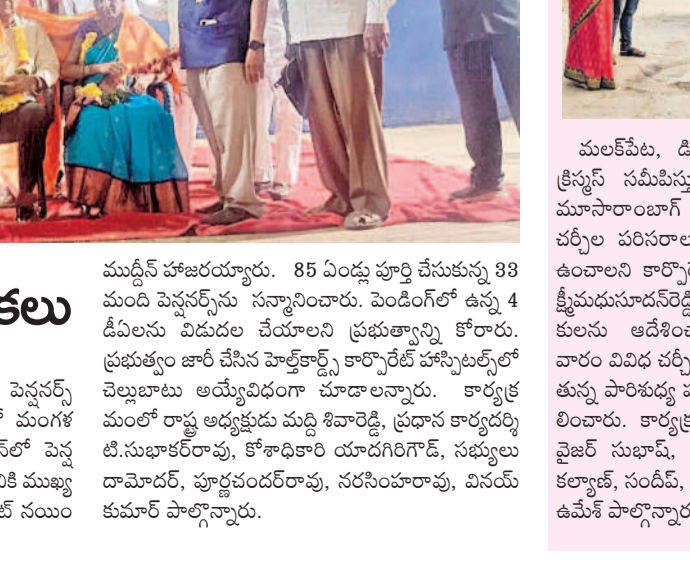 కలు
పెన్షనర్స్
మంగళ
న్‌లో పెన్ష
నికి ముఖ్య
ట్ నయిం
ముద్దీన్ హాజరయ్యారు. 85 ఏండ్లు పూర్తి చేసుకున్న 33
మంది పెన్షనర్స్‌ను సన్మానించారు. పెండింగ్‌లో ఉన్న 4
డీఏలను విడుదల చేయాలని ప్రభుత్వాన్ని కోరారు.
ప్రభుత్వం జారీ చేసిన హెల్త్‌కార్డ్స్ కార్పొరేట్ హాస్పిటల్స్‌లో
చెల్లుబాటు అయ్యేవిధంగా చూడాలన్నారు. కార్యక్ర
మంలో రాష్ట్ర అధ్యక్షుడు మద్ది శివారెడ్డి, ప్రధాన కార్యదర్శి
టి.సుభాకర్‌రావు, కోశాధికారి యాదగిరిగౌడ్, సభ్యులు
దామోదర్, పూర్ణచందర్‌రావు, నరసింహరావు, వినయ్
కుమార్ పాల్గొన్నారు.
మలక్‌పేట, డి
క్రిస్మస్ సమీపిస్తు
మూసారాంబాగ్
చర్చీల పరిసరాల
ఉంచాలని కార్పొరే
క్ష్మీమధుసూదన్‌రెడ్డి
కులను ఆదేశించ
వారం వివిధ చర్చీ
తున్న పారిశుధ్య ప
లించారు. కార్యక్ర
వైజర్ సుభాష్,
కల్యాణ్, సందీప్,
ఉమేశ్ పాల్గొన్నార